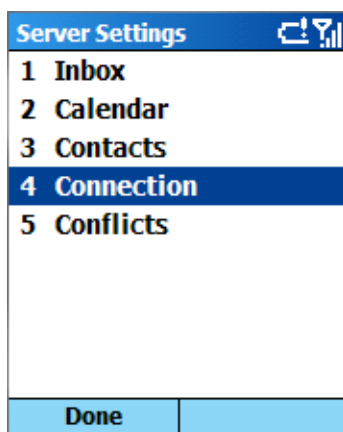 Server Settings
1 Inbox
2 Calendar
3 Contacts
4 Connection
5 Conflicts
Done